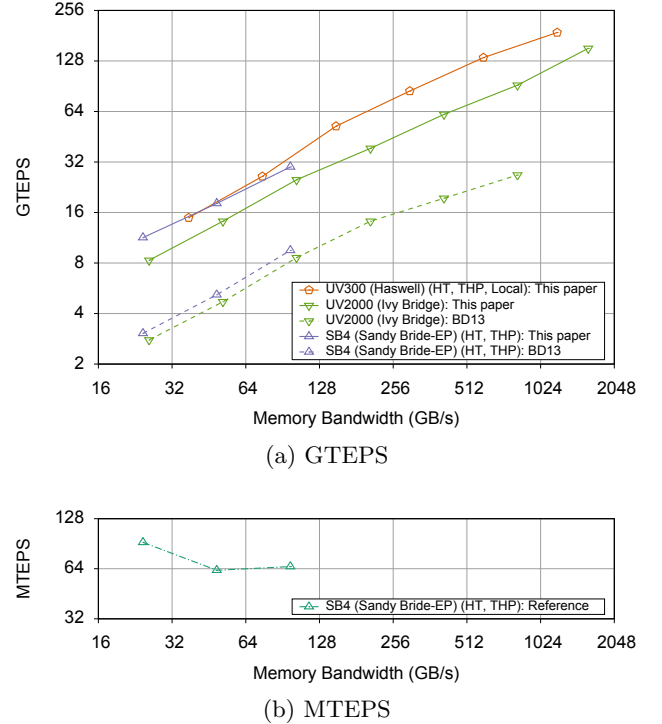 256
128
64
32
16
8
4
2
GTEPS
UV300 (Haswell) (HT, THP, Local): This paper
UV2000 (Ivy Bridge): This paper
UV2000 (Ivy Bridge): BD13
SB4 (Sandy Bride-EP) (HT, THP): This paper
SB4 (Sandy Bride-EP) (HT, THP): BD13
16 32 64 128 256 512 1024 2048
Memory Bandwidth (GB/s)
(a) GTEPS
128
64
32
MTEPS
SB4 (Sandy Bride-EP) (HT, THP): Reference
16 32 64 128 256 512 1024 2048
Memory Bandwidth (GB/s)
(b) MTEPS